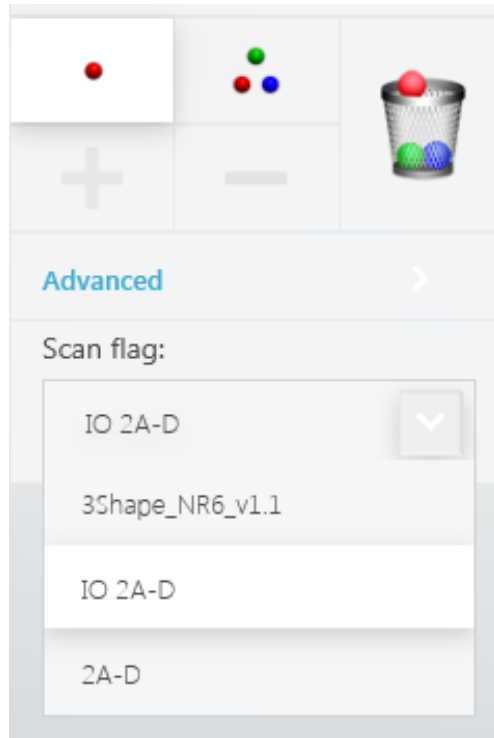 Advanced
Scan flag:
IO 2A-D
3Shape_NR6_v1.1
IO 2A-D
2A-D